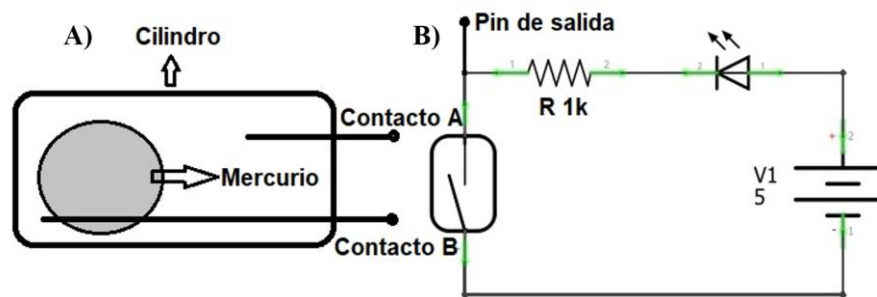 A)
Cilindro
Contacto A
Mercurio
Contacto B
B)
Pin de salida
1
2
R 1k
2
1
+
2
V1
5
-
1